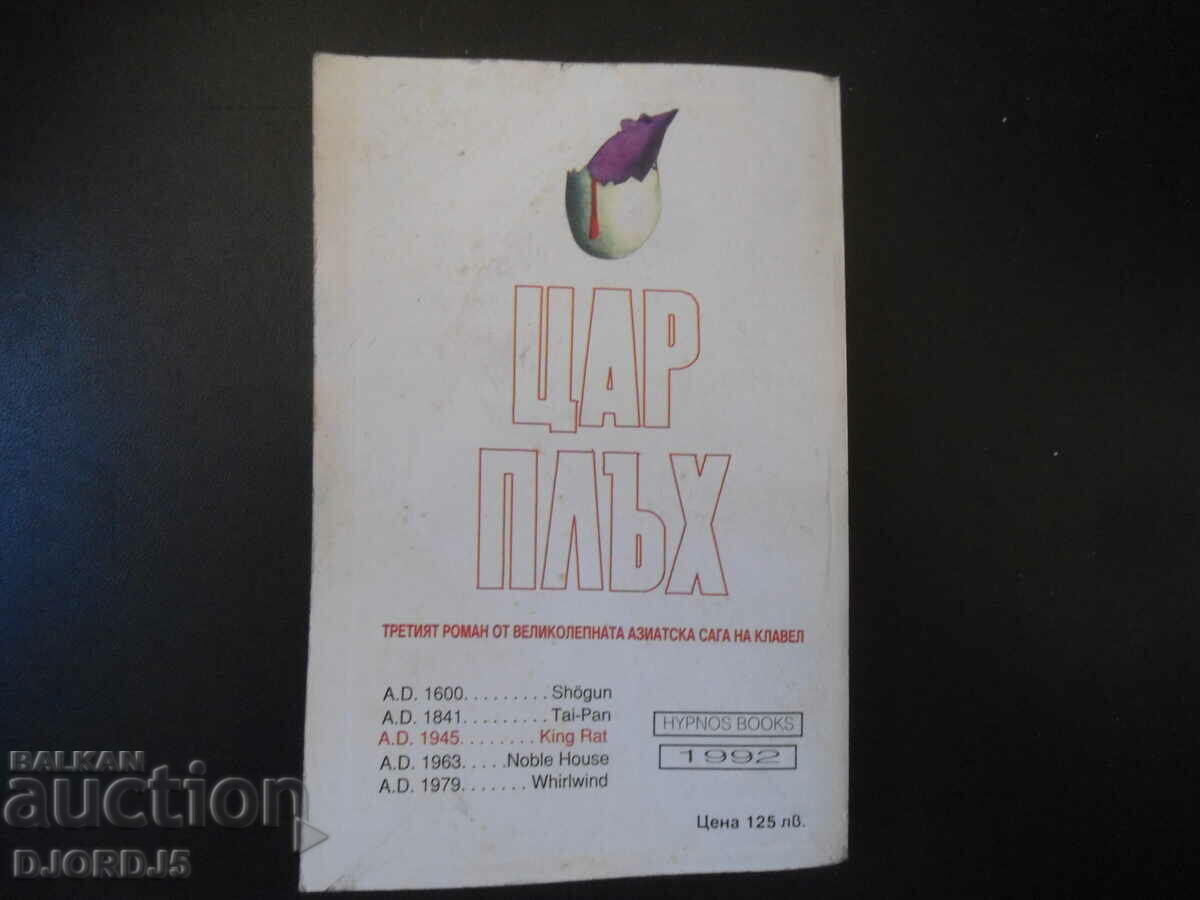 ЦАР
ПЛЪХ
ТРЕТИЯТ РОМАН ОТ ВЕЛИКОЛЕПНАТА АЗИАТСКА САГА НА КЛАВЕЛ
A.D. 1600. . . . . . . . . Shögun
A.D. 1841. . . . . . . . . Tai-Pan
A.D. 1945. . . . . . . . King Rat
A.D. 1963. . . . .Noble House
A.D. 1979. . . . . . . Whirlwind
HYPNOS BOOKS
1992
Цена 125 лв.
BALKAN
auction
DJORDJ5